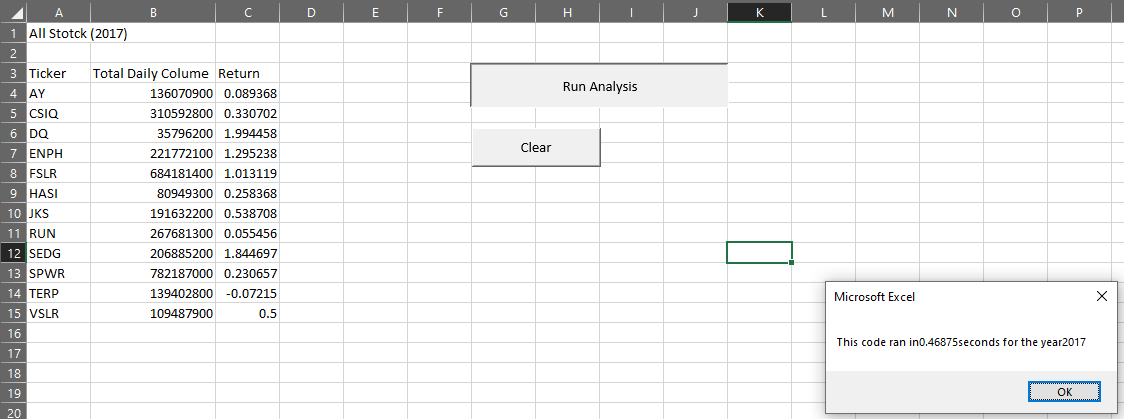 A B C D E F G H I J K L M N O P
1 All Stotck (2017)
2
3 Ticker Total Daily Colume Return
4 AY 136070900 0.089368
5 CSIQ 310592800 0.330702
6 DQ 35796200 1.994458
7 ENPH 221772100 1.295238
8 FSLR 684181400 1.013119
9 HASI 80949300 0.258368
10 JKS 191632200 0.538708
11 RUN 267681300 0.055456
12 SEDG 206885200 1.844697
13 SPWR 782187000 0.230657
14 TERP 139402800 -0.07215
15 VSLR 109487900 0.5
16
17
18
19
20
Run Analysis
Clear
Microsoft Excel
This code ran in0.46875seconds for the year2017
OK